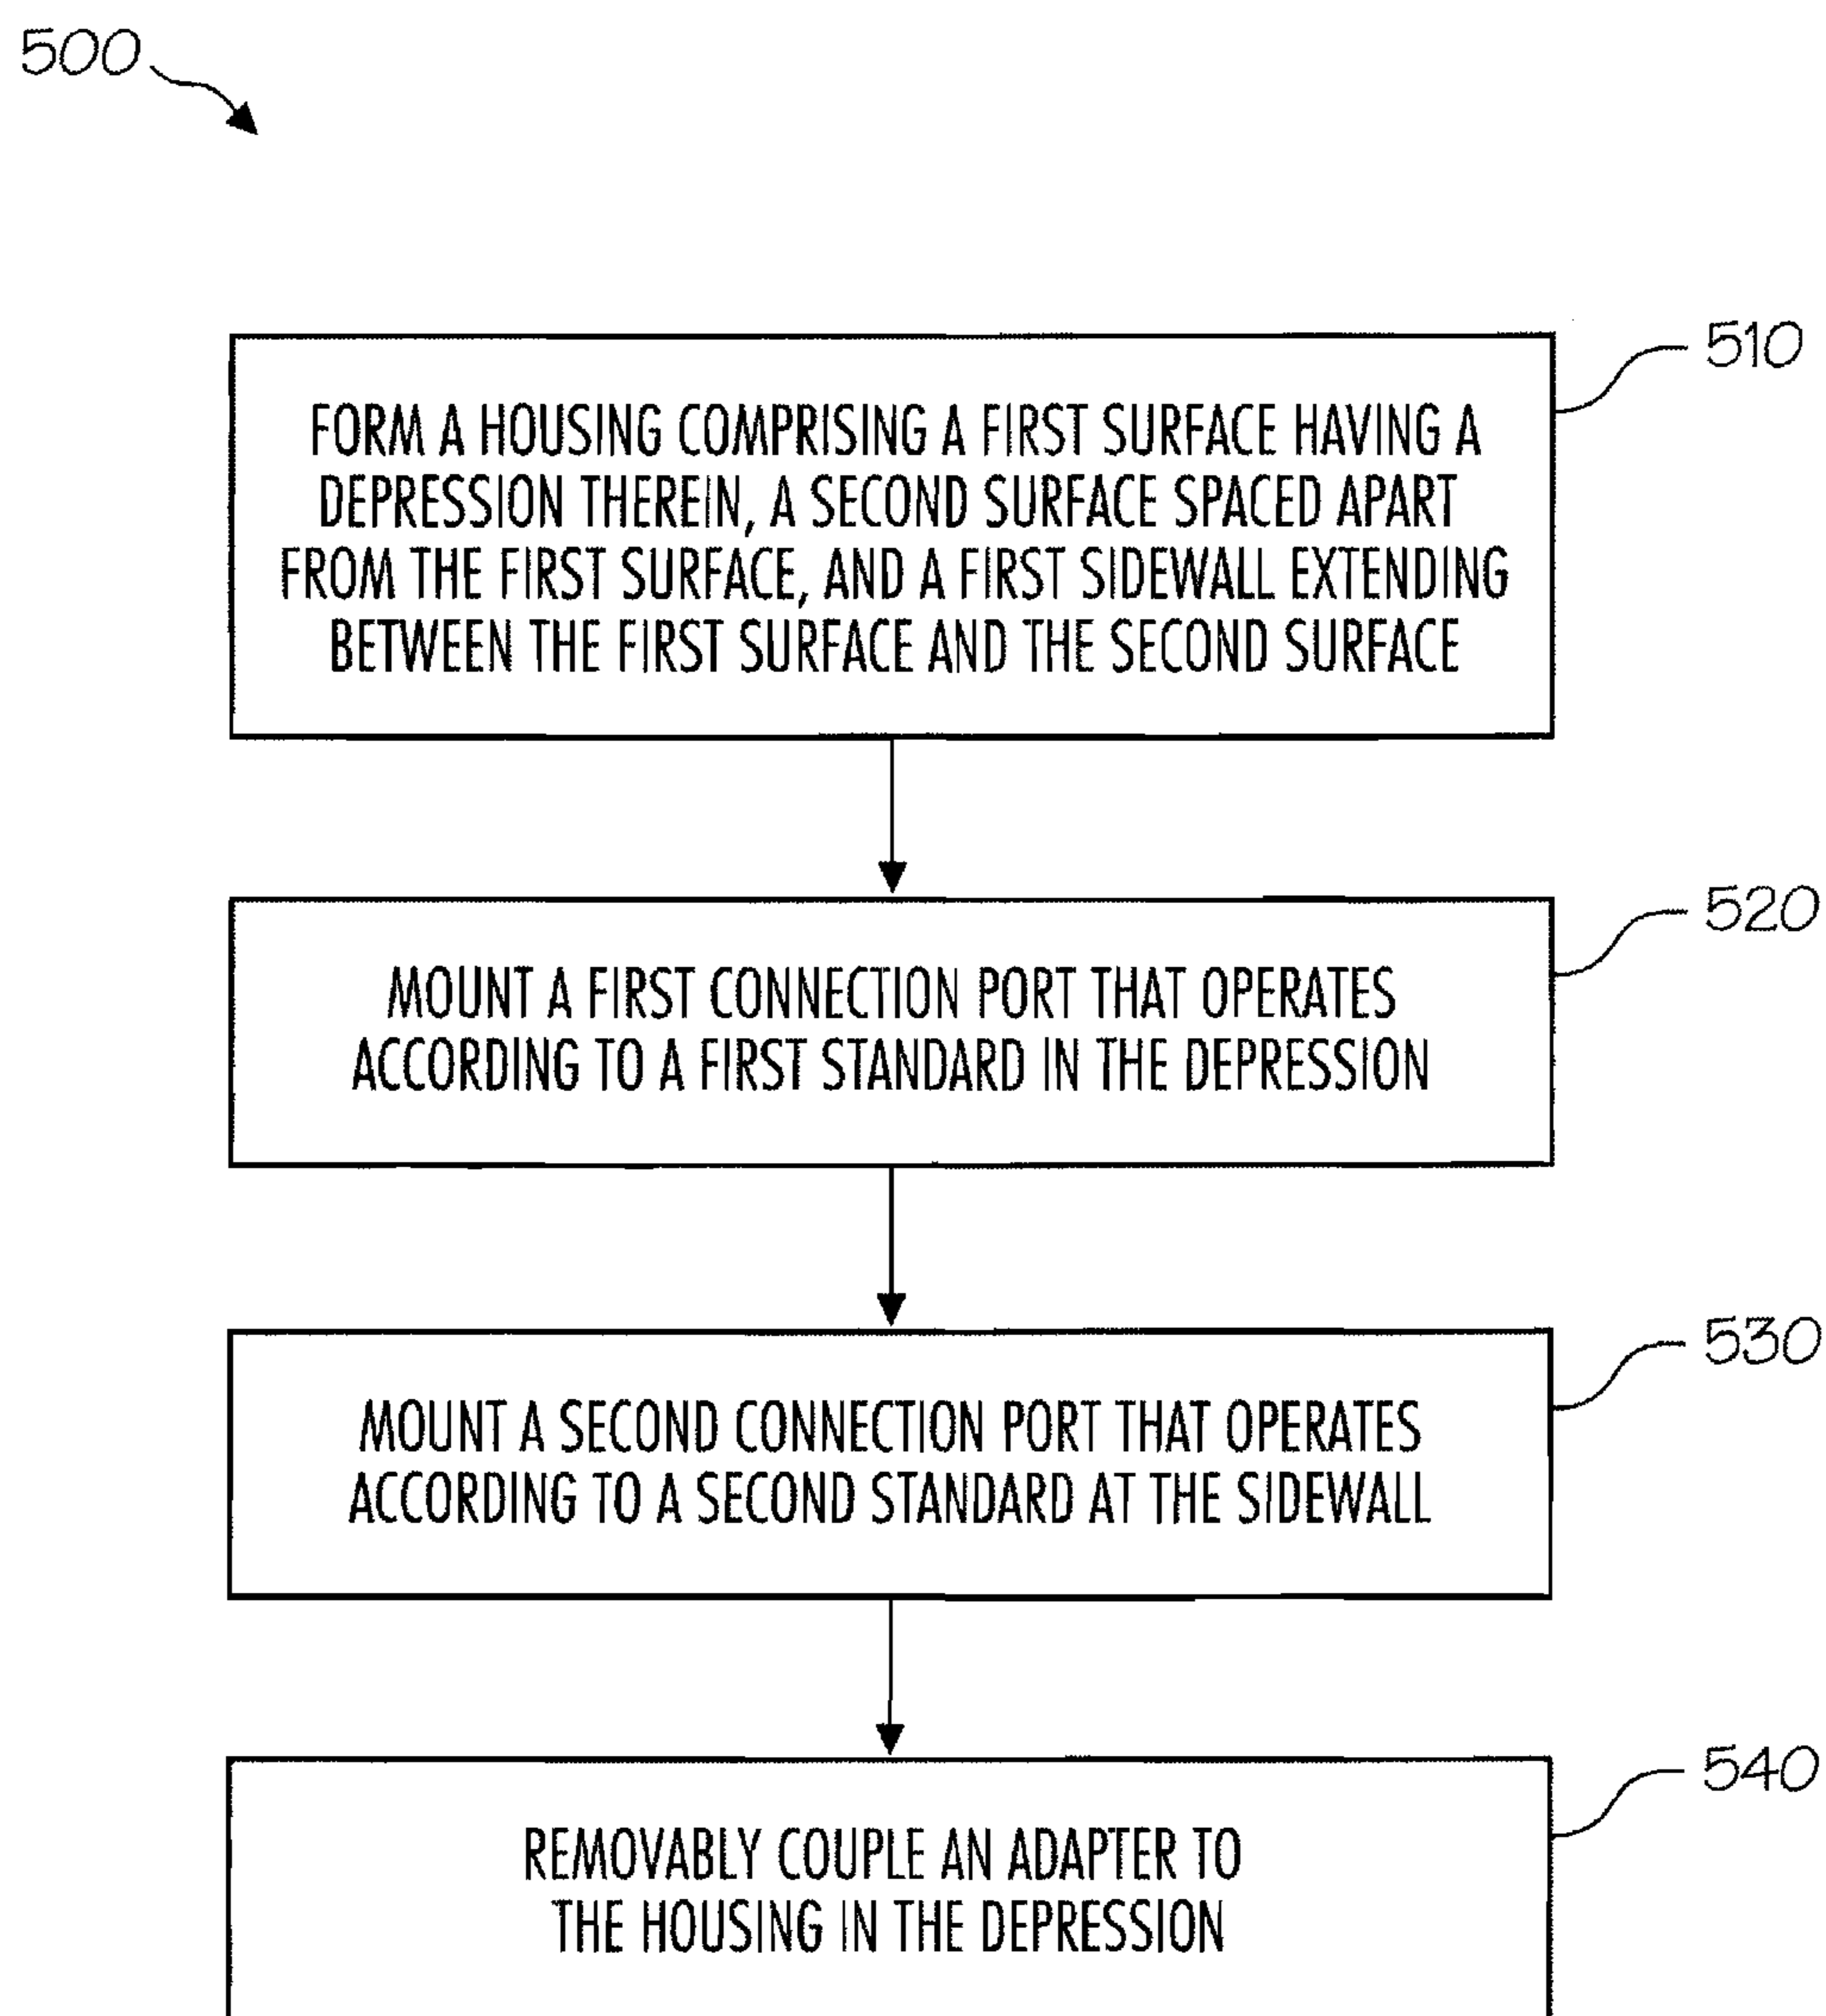 500
510
FORM A HOUSING COMPRISING A FIRST SURFACE HAVING A
DEPRESSION THEREIN, A SECOND SURFACE SPACED APART
FROM THE FIRST SURFACE, AND A FIRST SIDEWALL EXTENDING
BETWEEN THE FIRST SURFACE AND THE SECOND SURFACE
520
MOUNT A FIRST CONNECTION PORT THAT OPERATES
ACCORDING TO A FIRST STANDARD IN THE DEPRESSION
530
MOUNT A SECOND CONNECTION PORT THAT OPERATES
ACCORDING TO A SECOND STANDARD AT THE SIDEWALL
540
REMOVABLY COUPLE AN ADAPTER TO
THE HOUSING IN THE DEPRESSION